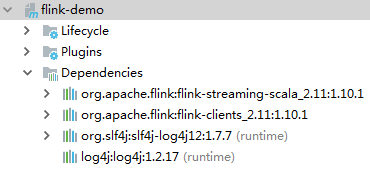 flink-demo
Lifecycle
Plugins
Dependencies
org.apache.flink:flink-streaming-scala_2.11:1.10.1
org.apache.flink:flink-clients_2.11:1.10.1
org.slf4j:slf4j-log4j12:1.7.7 (runtime)
log4j:log4j:1.2.17 (runtime)